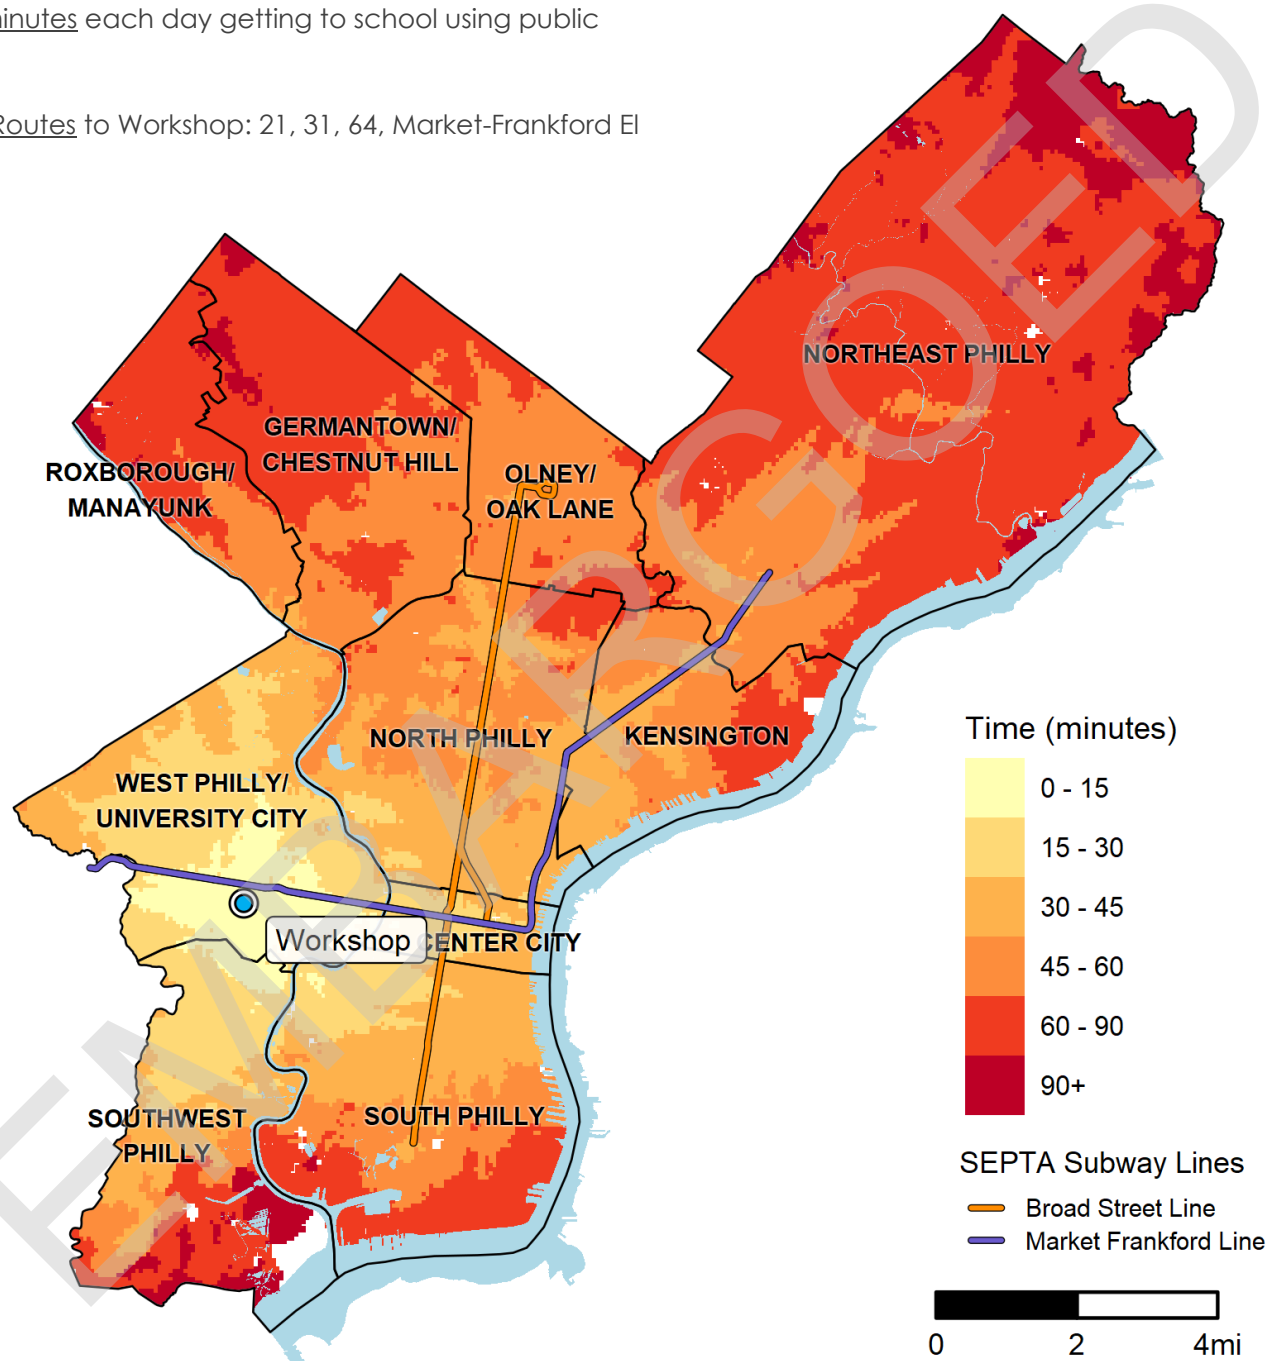 minutes each day getting to school using public
Routes to Workshop: 21, 31, 64, Market-Frankford El
NORTHEAST PHILLY
GERMANTOWN/
CHESTNUT HILL
ROXBOROUGH/
MANAYUNK
OLNEY/
OAK LANE
NORTH PHILLY
KENSINGTON
WEST PHILLY/
UNIVERSITY CITY
Workshop
CENTER CITY
SOUTHWEST
PHILLY
SOUTH PHILLY
EMBARGOED
Time (minutes)
0 - 15
15 - 30
30 - 45
45 - 60
60 - 90
90+
SEPTA Subway Lines
Broad Street Line
Market Frankford Line
0 2 4mi